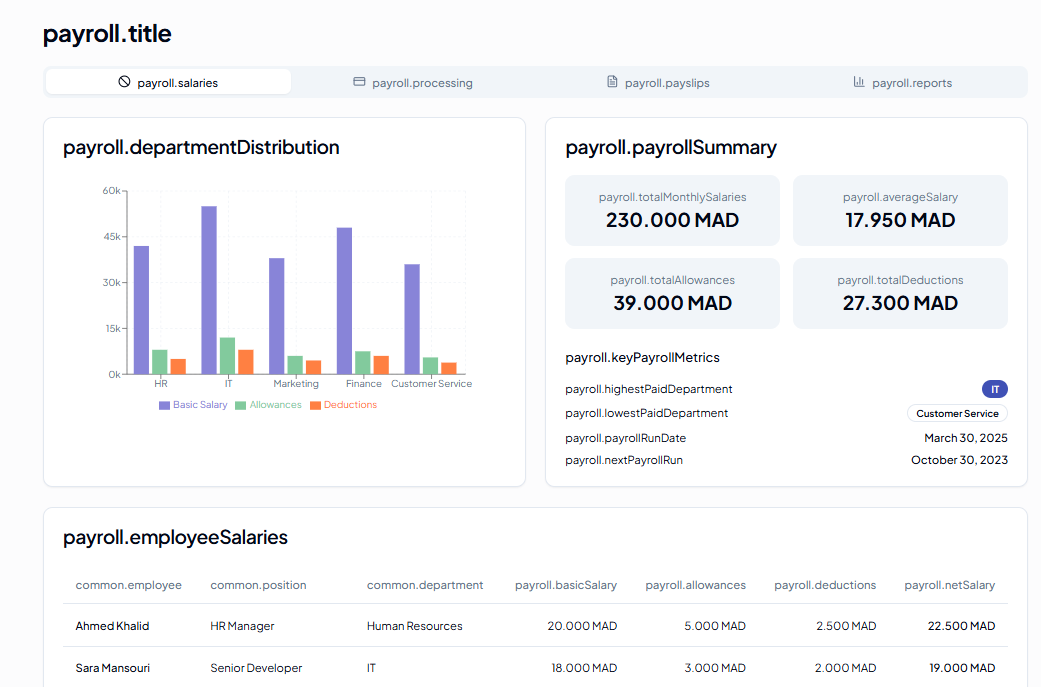 payroll.title
payroll.salaries payroll.processing payroll.payslips payroll.reports
payroll.departmentDistribution
60k
45k
30k
15k
0k
HR IT Marketing Finance Customer Service
Basic Salary Allowances Deductions
payroll.payrollSummary
payroll.totalMonthlySalaries
230.000 MAD
payroll.averageSalary
17.950 MAD
payroll.totalAllowances
39.000 MAD
payroll.totalDeductions
27.300 MAD
payroll.keyPayrollMetrics
payroll.highestPaidDepartment IT
payroll.lowestPaidDepartment Customer Service
payroll.payrollRunDate March 30, 2025
payroll.nextPayrollRun October 30, 2023
payroll.employeeSalaries
common.employee common.position common.department payroll.basicSalary payroll.allowances payroll.deductions payroll.netSalary
Ahmed Khalid HR Manager Human Resources 20.000 MAD 5.000 MAD 2.500 MAD 22.500 MAD
Sara Mansouri Senior Developer IT 18.000 MAD 3.000 MAD 2.000 MAD 19.000 MAD